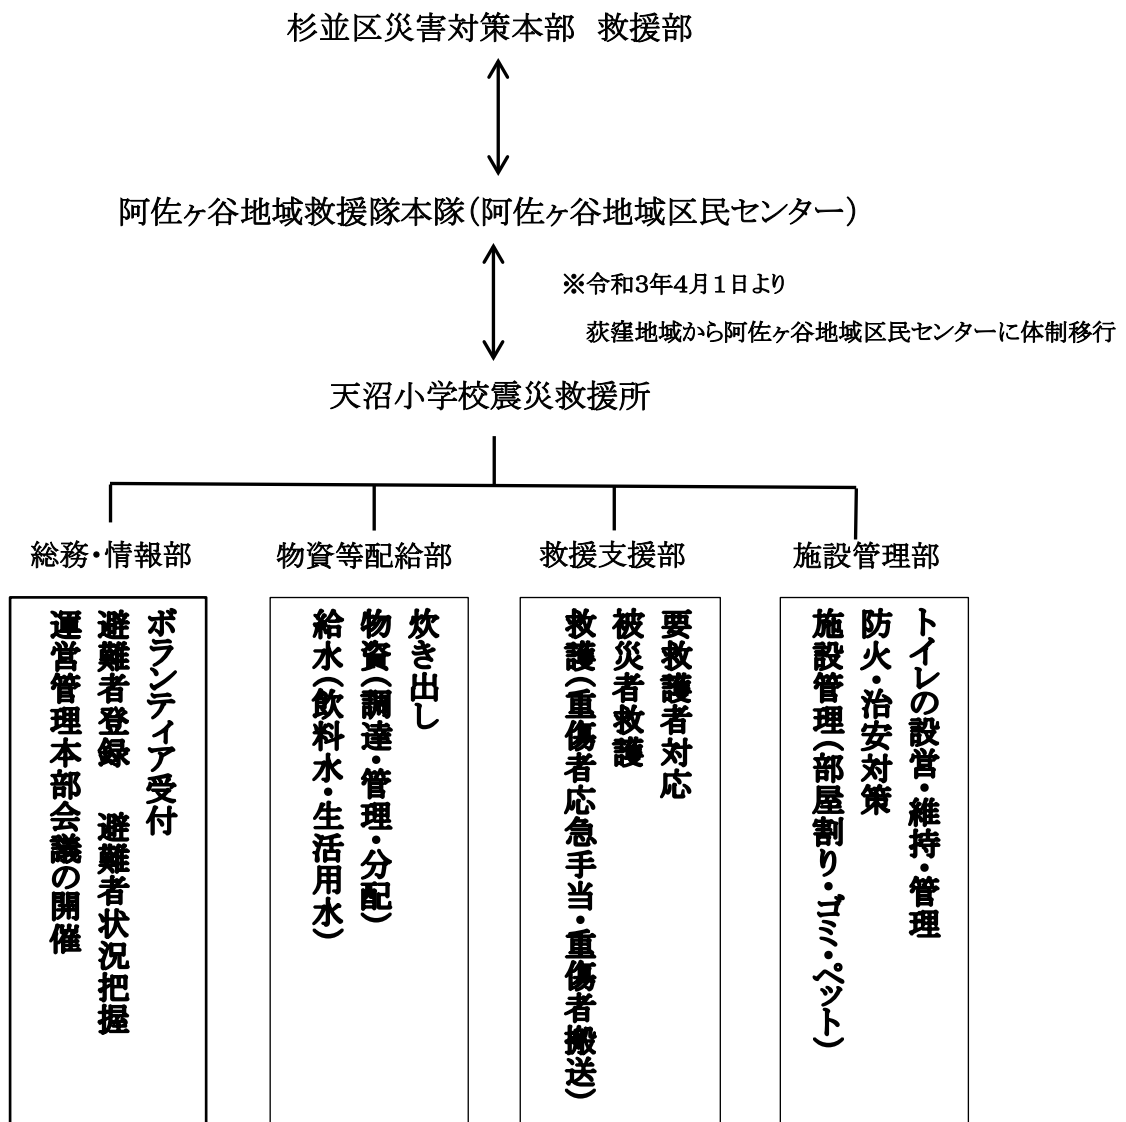 杉並区災害対策本部 救援部
阿佐ヶ谷地域救援隊本隊(阿佐ヶ谷地域区民センター)
※令和3年4月1日より
荻窪地域から阿佐ヶ谷地域区民センターに体制移行
天沼小学校震災救援所
総務・情報部
ボランティア受付
避難者登録 避難者状況把握
運営管理本部会議の開催
物資等配給部
炊き出し
物資(調達・管理・分配)
給水(飲料水・生活用水)
救援支援部
要救護者対応
被災者救護
救護(重傷者応急手当・重傷者搬送)
施設管理部
トイレの設営・維持・管理
防火・治安対策
施設管理(部屋割り・ゴミ・ペット)